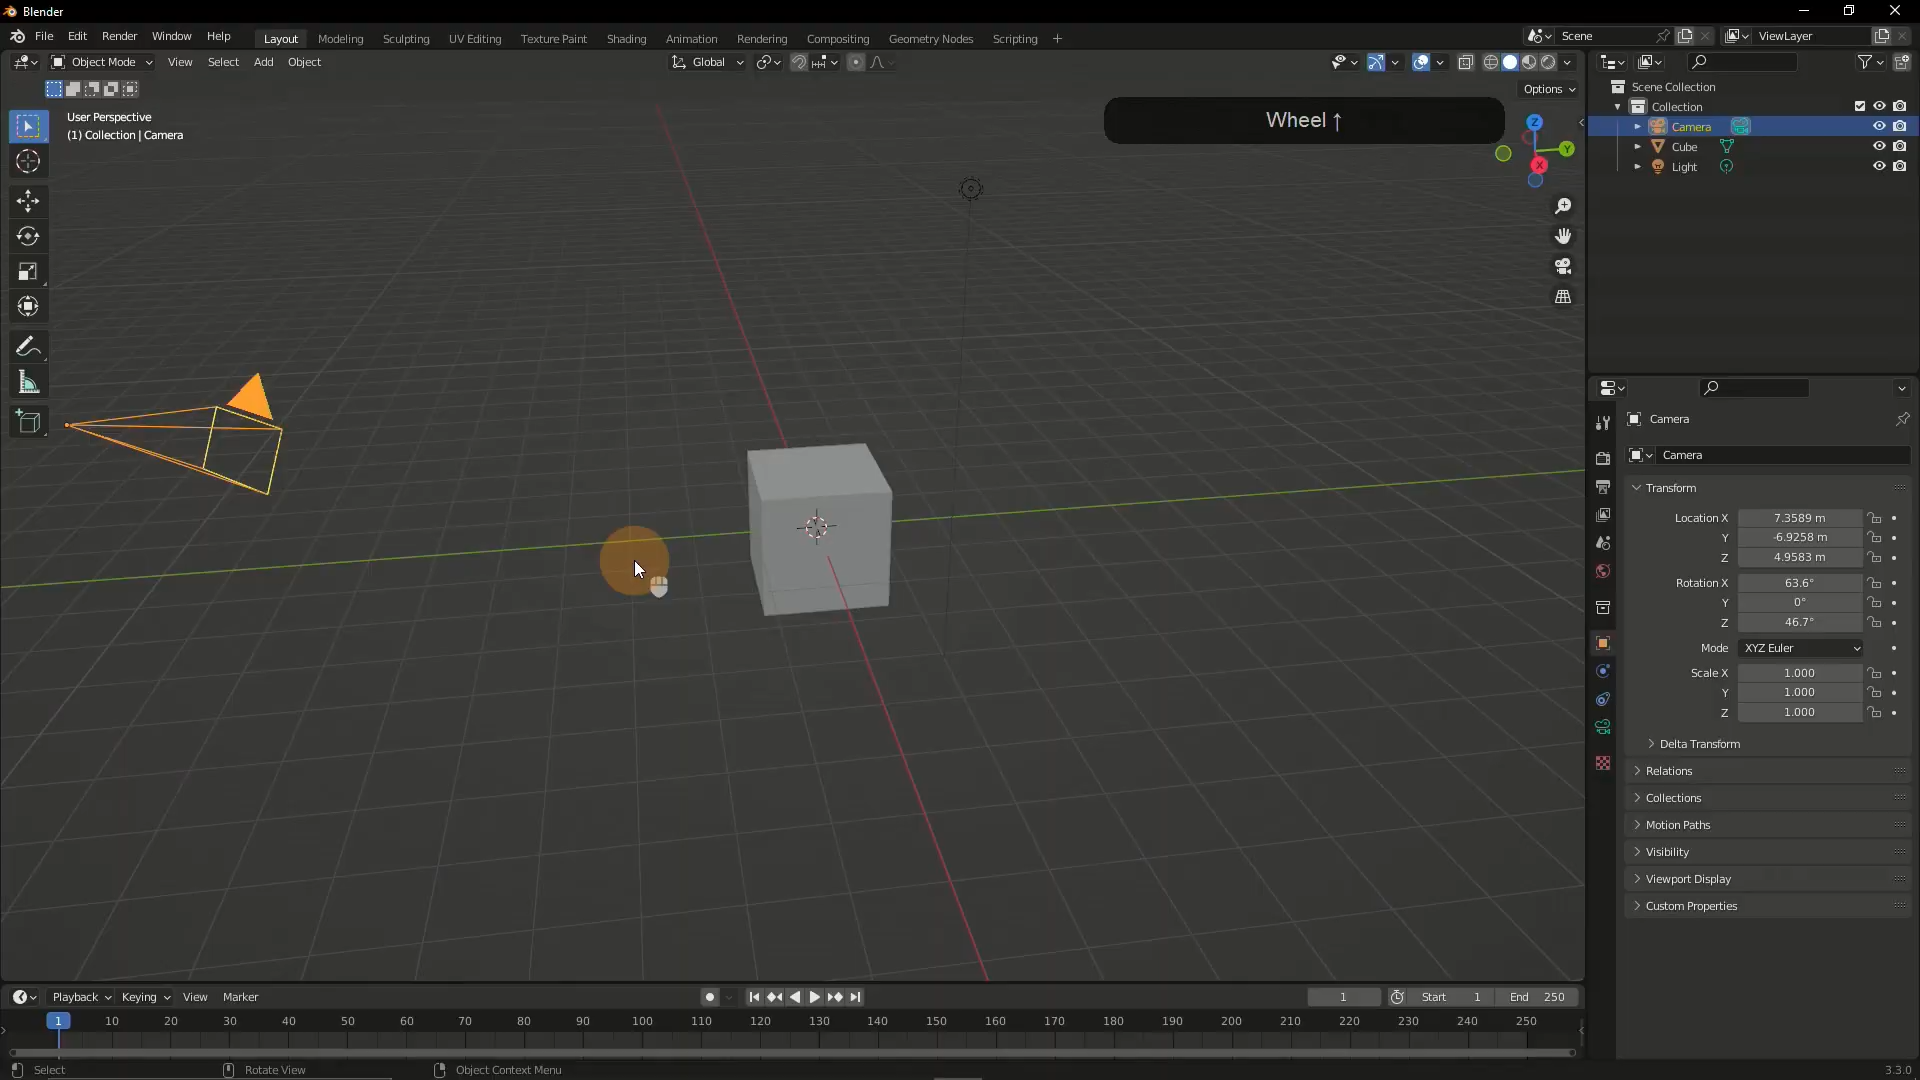 Blender
File Edit Render Window Help Layout Modeling Sculpting UV Editing Texture Paint Shading Animation Rendering Compositing Geometry Nodes Scripting + Scene ViewLayer
Object Mode View Select Add Object Global
Options
User Perspective
(1) Collection | Camera
Wheel ↑
Z
Y
X
Scene Collection
Collection
Camera
Cube
Light
Camera
Camera
Transform
Location X 7.3589 m
Y -6.9258 m
Z 4.9583 m
Rotation X 63.6°
Y 0°
Z 46.7°
Mode XYZ Euler
Scale X 1.000
Y 1.000
Z 1.000
Delta Transform
Relations
Collections
Motion Paths
Visibility
Viewport Display
Custom Properties
Playback Keying View Marker 1 Start 1 End 250
1 10 20 30 40 50 60 70 80 90 100 110 120 130 140 150 160 170 180 190 200 210 220 230 240 250
Select Rotate View Object Context Menu 3.3.0